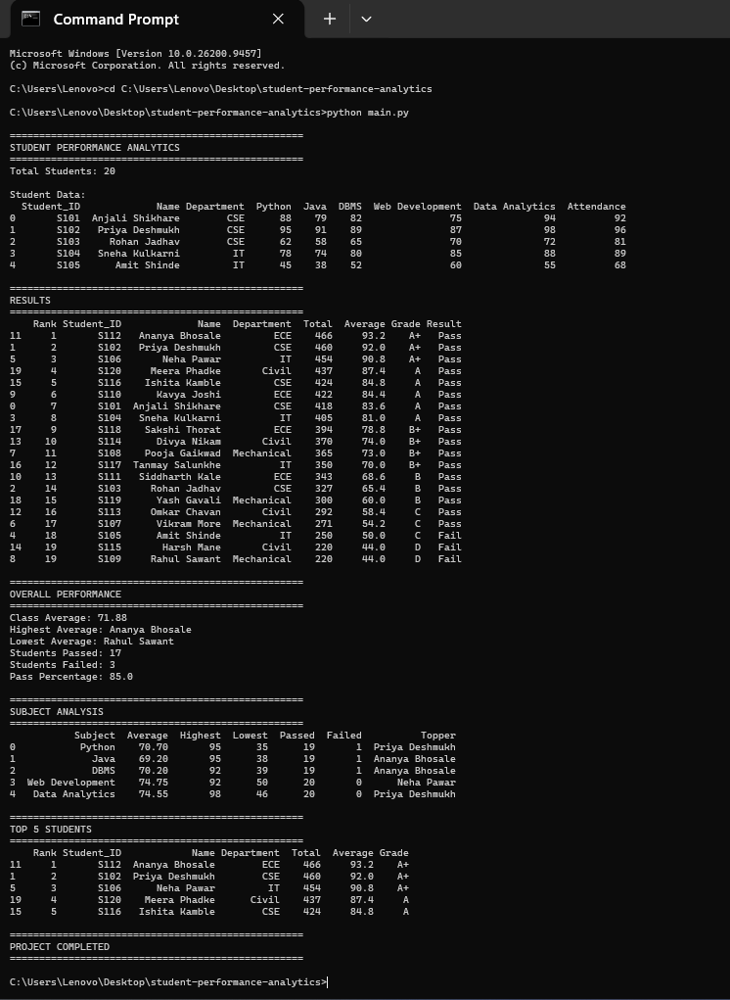 Command Prompt
Microsoft Windows [Version 10.0.26200.9457]
(c) Microsoft Corporation. All rights reserved.
C:\Users\Lenovo>cd C:\Users\Lenovo\Desktop\student-performance-analytics
C:\Users\Lenovo\Desktop\student-performance-analytics>python main.py
==================================================
STUDENT PERFORMANCE ANALYTICS
==================================================
Total Students: 20
Student Data:
  Student_ID             Name Department  Python  Java  DBMS  Web Development  Data Analytics  Attendance
0       S101  Anjali Shikhare        CSE      88    79    82               75              94          92
1       S102   Priya Deshmukh        CSE      95    91    89               87              98          96
2       S103     Rohan Jadhav        CSE      62    58    65               70              72          81
3       S104   Sneha Kulkarni         IT      78    74    80               85              88          89
4       S105      Amit Shinde         IT      45    38    52               60              55          68
==================================================
RESULTS
==================================================
    Rank Student_ID             Name  Department  Total  Average Grade Result
11     1       S112   Ananya Bhosale         ECE    466     93.2    A+   Pass
1      2       S102   Priya Deshmukh         CSE    460     92.0    A+   Pass
5      3       S106       Neha Pawar          IT    454     90.8    A+   Pass
19     4       S120     Meera Phadke       Civil    437     87.4     A   Pass
15     5       S116    Ishita Kamble         CSE    424     84.8     A   Pass
9      6       S110      Kavya Joshi         ECE    422     84.4     A   Pass
0      7       S101  Anjali Shikhare         CSE    418     83.6     A   Pass
3      8       S104   Sneha Kulkarni          IT    405     81.0     A   Pass
17     9       S118    Sakshi Thorat         ECE    394     78.8    B+   Pass
13    10       S114      Divya Nikam       Civil    370     74.0    B+   Pass
7     11       S108    Pooja Gaikwad  Mechanical    365     73.0    B+   Pass
16    12       S117  Tanmay Salunkhe          IT    350     70.0    B+   Pass
10    13       S111   Siddharth Kale         ECE    343     68.6     B   Pass
2     14       S103     Rohan Jadhav         CSE    327     65.4     B   Pass
18    15       S119      Yash Gavali  Mechanical    300     60.0     B   Pass
12    16       S113     Omkar Chavan       Civil    292     58.4     C   Pass
6     17       S107      Vikram More  Mechanical    271     54.2     C   Pass
4     18       S105      Amit Shinde          IT    250     50.0     C   Fail
14    19       S115       Harsh Mane       Civil    220     44.0     D   Fail
8     19       S109     Rahul Sawant  Mechanical    220     44.0     D   Fail
==================================================
OVERALL PERFORMANCE
==================================================
Class Average: 71.88
Highest Average: Ananya Bhosale
Lowest Average: Rahul Sawant
Students Passed: 17
Students Failed: 3
Pass Percentage: 85.0
==================================================
SUBJECT ANALYSIS
==================================================
           Subject  Average  Highest  Lowest  Passed  Failed          Topper
0           Python    70.70       95      35      19       1  Priya Deshmukh
1             Java    69.20       95      38      19       1  Ananya Bhosale
2             DBMS    70.20       92      39      19       1  Ananya Bhosale
3  Web Development    74.75       92      50      20       0      Neha Pawar
4   Data Analytics    74.55       98      46      20       0  Priya Deshmukh
==================================================
TOP 5 STUDENTS
==================================================
    Rank Student_ID            Name Department  Total  Average Grade
11     1       S112  Ananya Bhosale        ECE    466     93.2    A+
1      2       S102  Priya Deshmukh        CSE    460     92.0    A+
5      3       S106      Neha Pawar         IT    454     90.8    A+
19     4       S120    Meera Phadke      Civil    437     87.4     A
15     5       S116   Ishita Kamble        CSE    424     84.8     A
==================================================
PROJECT COMPLETED
==================================================
C:\Users\Lenovo\Desktop\student-performance-analytics>